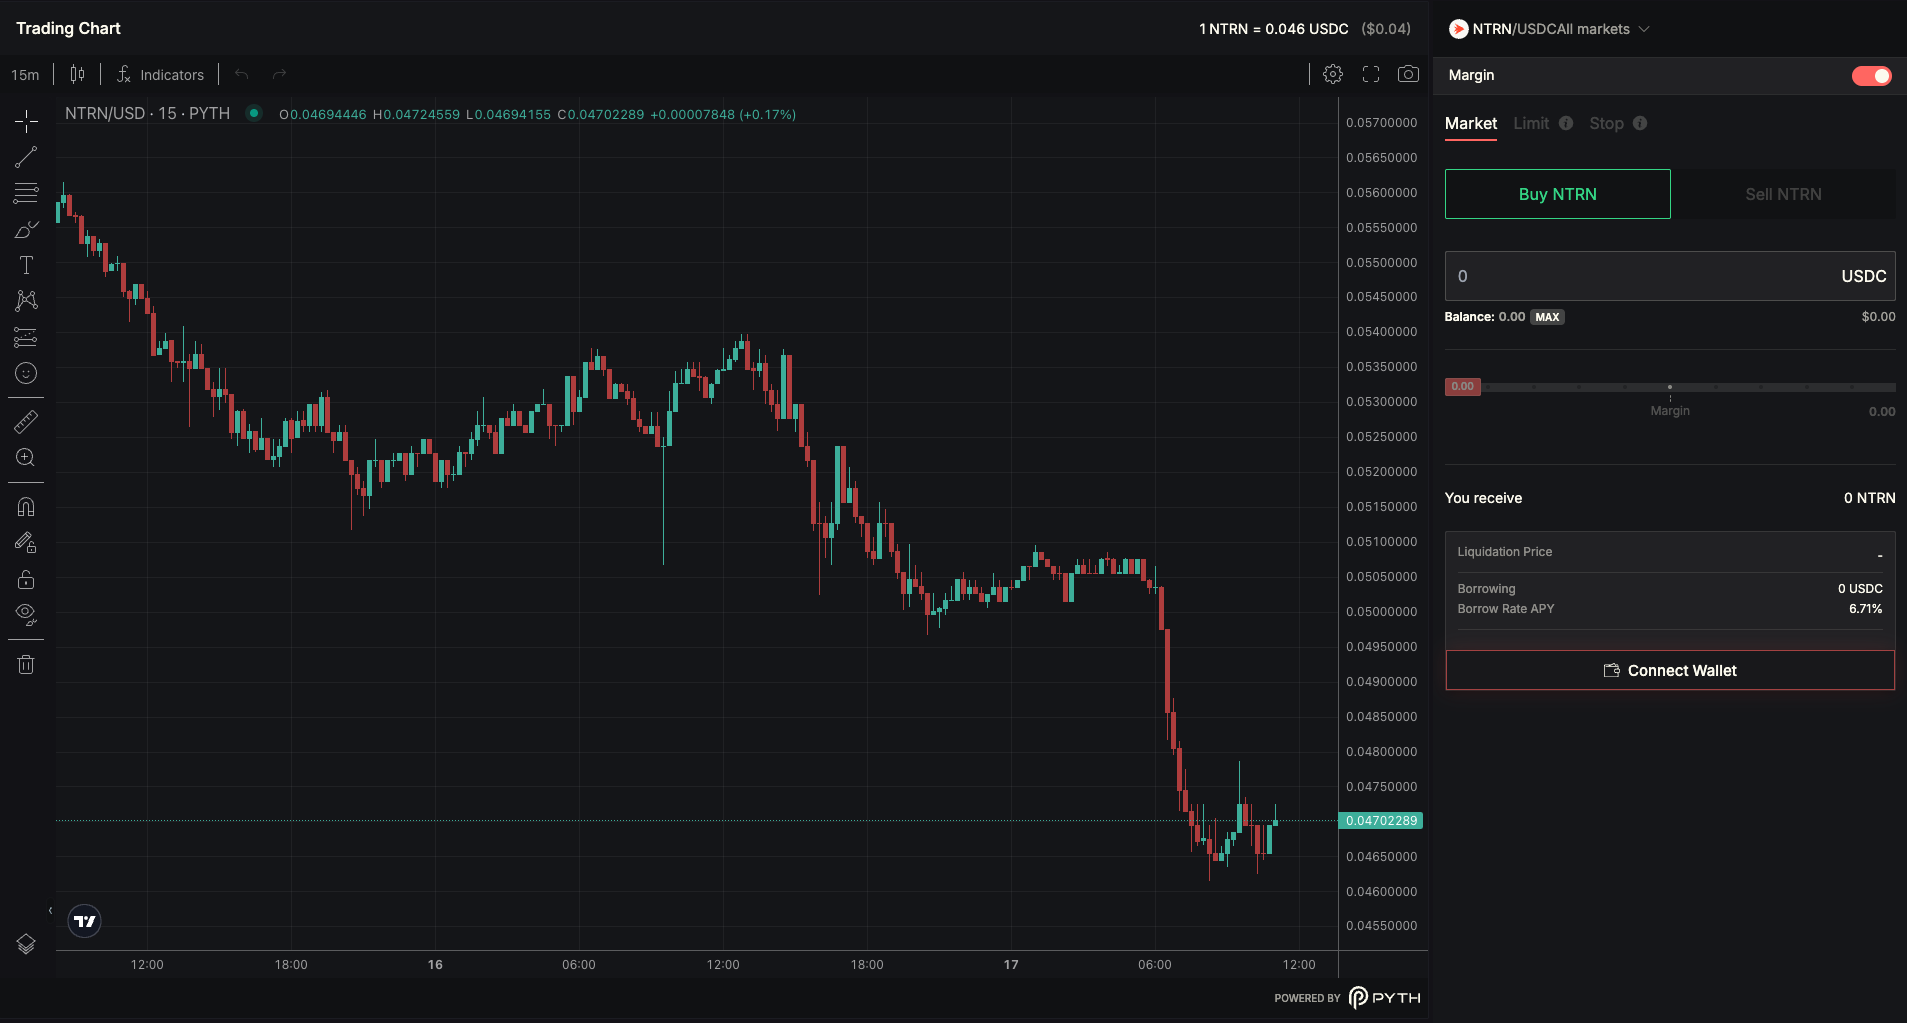 Trading Chart
1 NTRN = 0.046 USDC ($0.04)
15m Indicators
NTRN/USD · 15 · PYTH O0.04694446 H0.04724559 L0.04694155 C0.04702289 +0.00007848 (+0.17%)
0.05700000
0.05650000
0.05600000
0.05550000
0.05500000
0.05450000
0.05400000
0.05350000
0.05300000
0.05250000
0.05200000
0.05150000
0.05100000
0.05050000
0.05000000
0.04950000
0.04900000
0.04850000
0.04800000
0.04750000
0.04702289
0.04650000
0.04600000
0.04550000
12:00 18:00 16 06:00 12:00 18:00 17 06:00 12:00
POWERED BY PYTH
NTRN/USDCAll markets
Margin
Market Limit Stop
Buy NTRN Sell NTRN
0 USDC
Balance: 0.00 MAX $0.00
0.00
Margin 0.00
You receive 0 NTRN
Liquidation Price -
Borrowing 0 USDC
Borrow Rate APY 6.71%
Connect Wallet